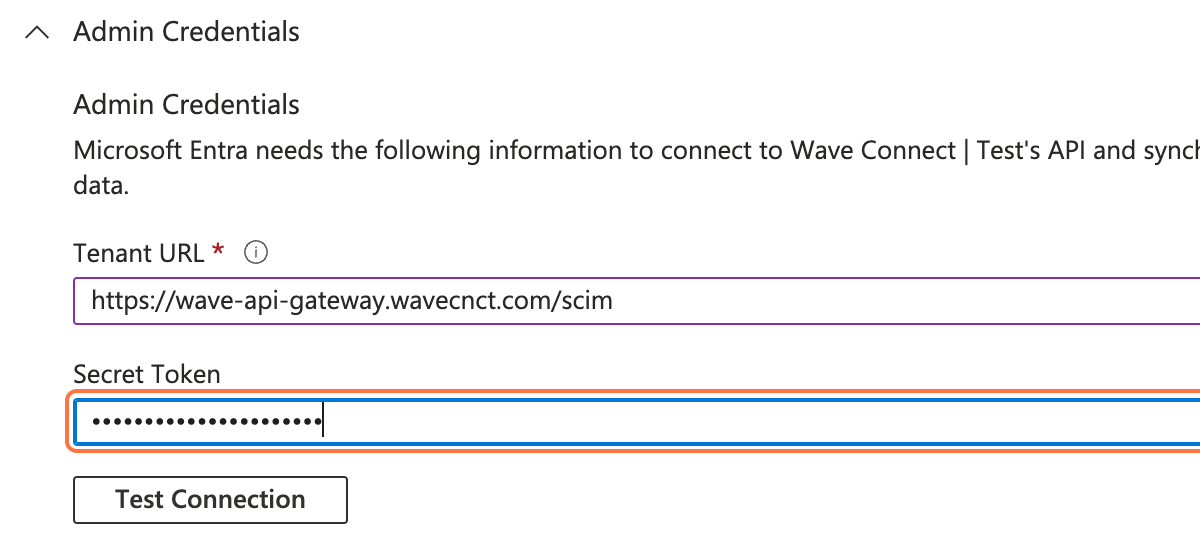 Admin Credentials
Admin Credentials
Microsoft Entra needs the following information to connect to Wave Connect | Test's API and
data.
Tenant URL *
https://wave-api-gateway.wavecnct.com/scim
Secret Token
••••••••••••••••••••••
Test Connection